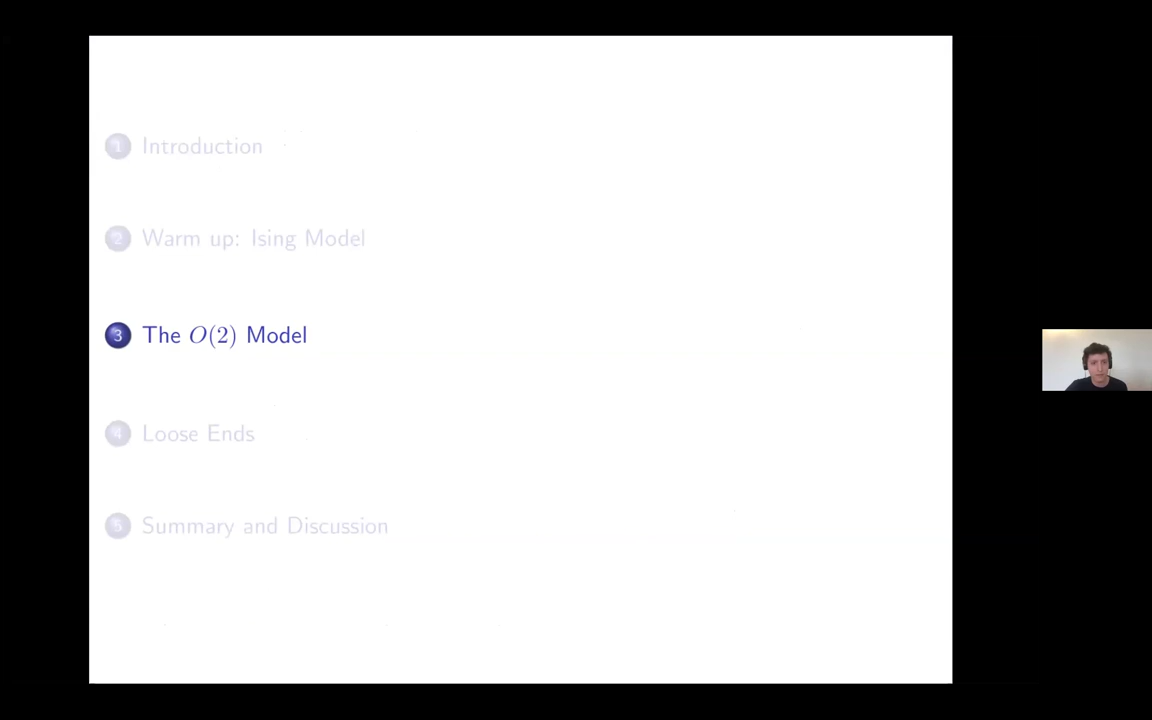 1 Introduction
2 Warm up: Ising Model
3 The O(2) Model
4 Loose Ends
5 Summary and Discussion